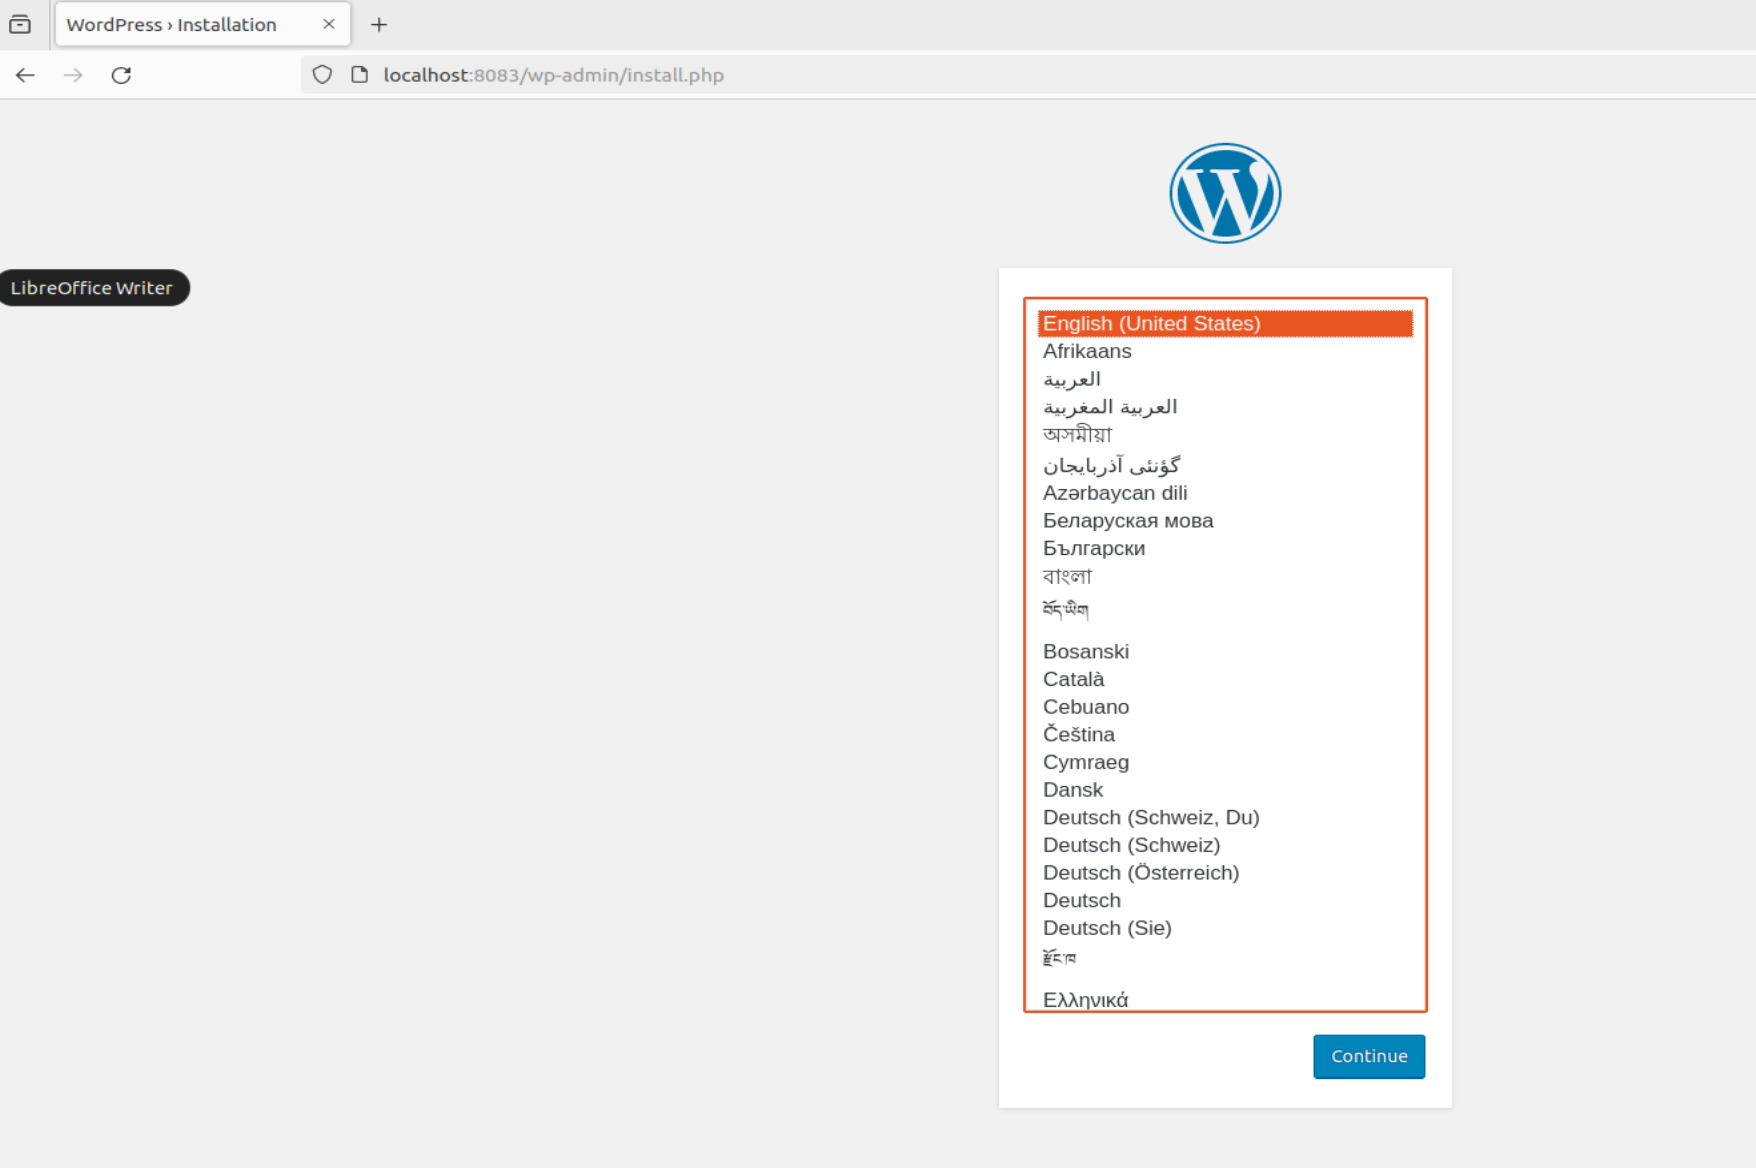 WordPress › Installation
localhost:8083/wp-admin/install.php
LibreOffice Writer
English (United States)
Afrikaans
العربية
العربية المغربية
অসমীয়া
گؤنئی آذربایجان
Azərbaycan dili
Беларуская мова
Български
বাংলা
བོད་ཡིག
Bosanski
Català
Cebuano
Čeština
Cymraeg
Dansk
Deutsch (Schweiz, Du)
Deutsch (Schweiz)
Deutsch (Österreich)
Deutsch
Deutsch (Sie)
རྫོང་ཁ
Ελληνικά
Continue